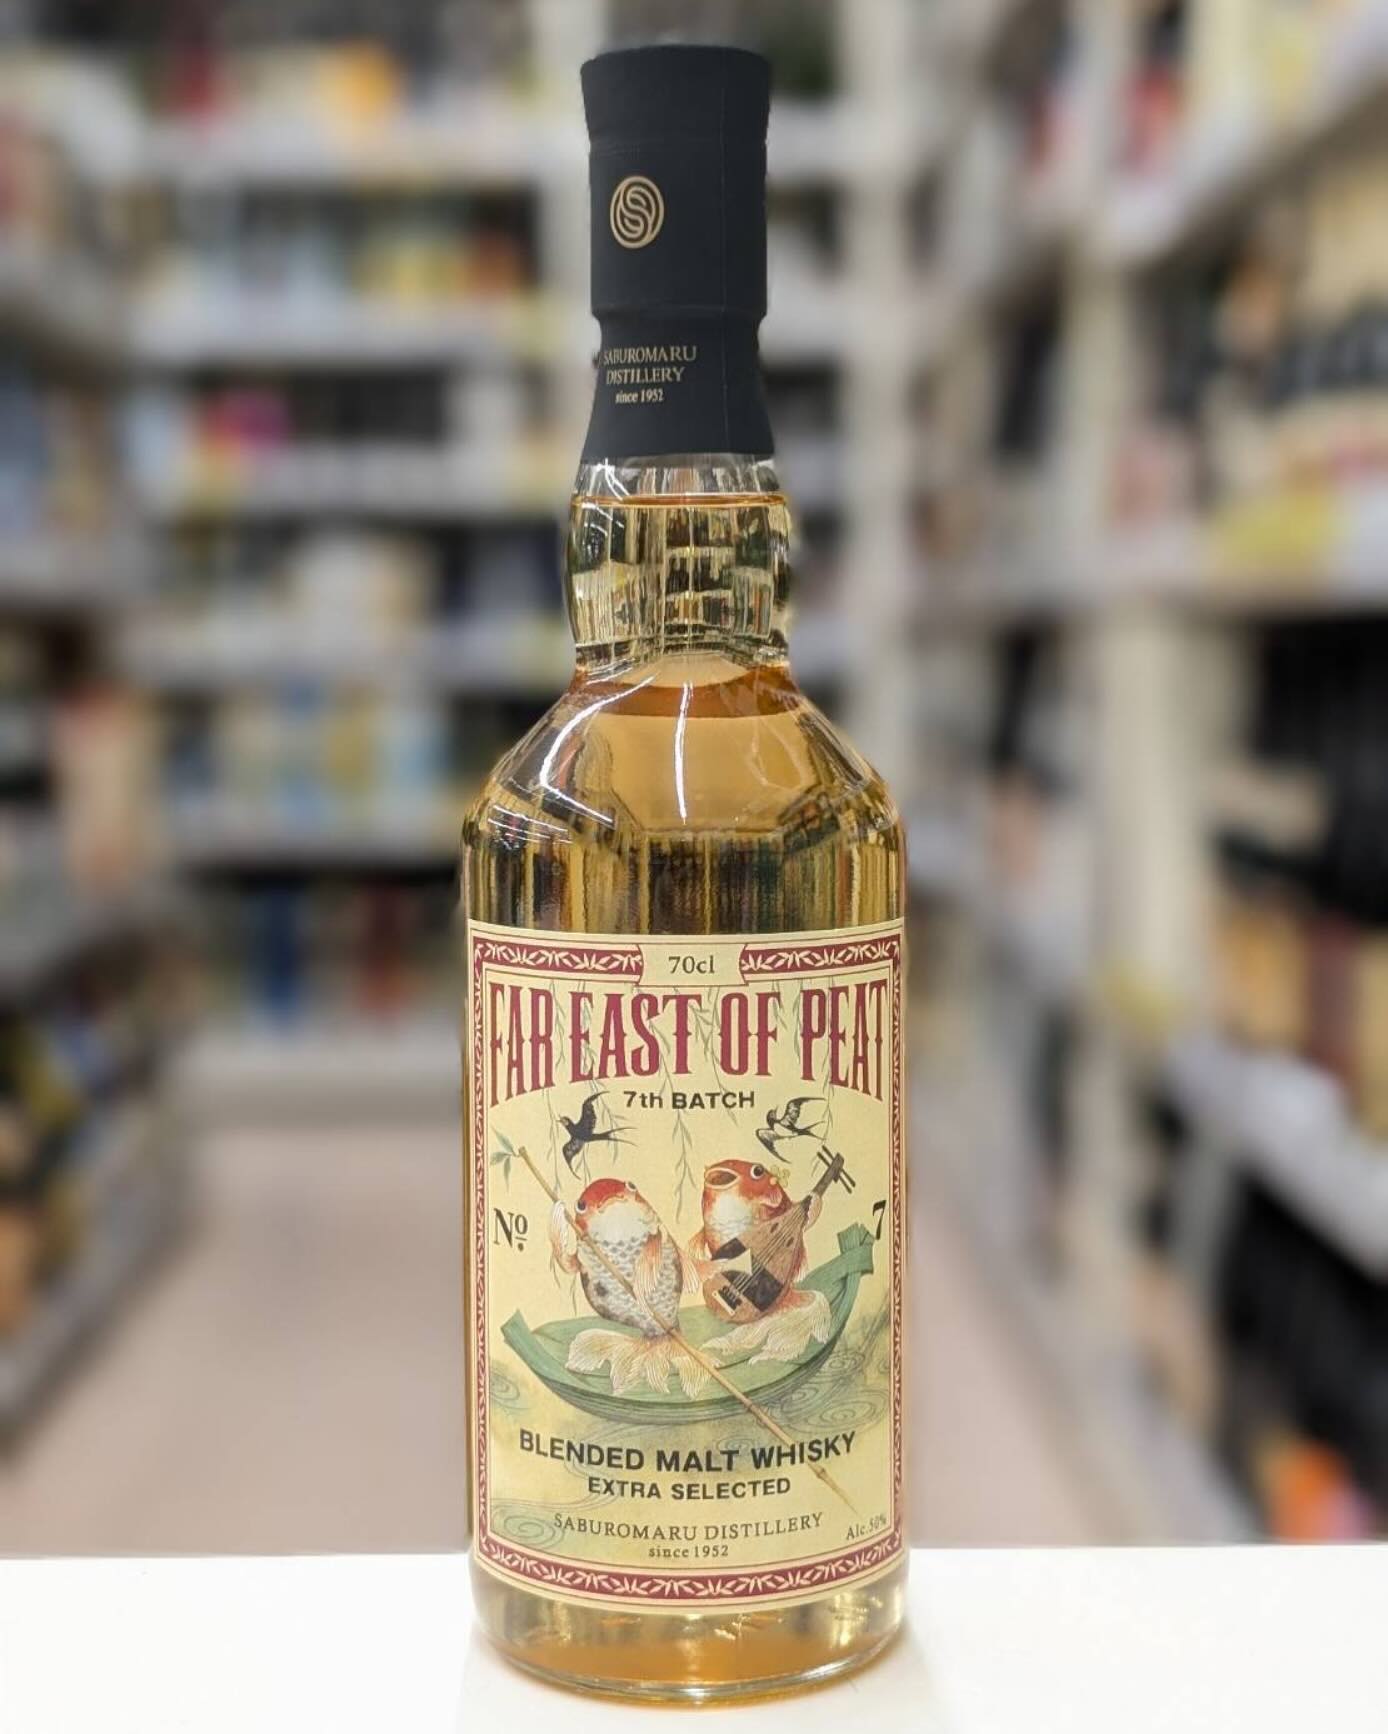 SABUROMARU
DISTILLERY
since 1952
70cl
FAR EAST OF PEAT
7th BATCH
№ 7
BLENDED MALT WHISKY
EXTRA SELECTED
SABUROMARU DISTILLERY
since 1952
Alc.50%